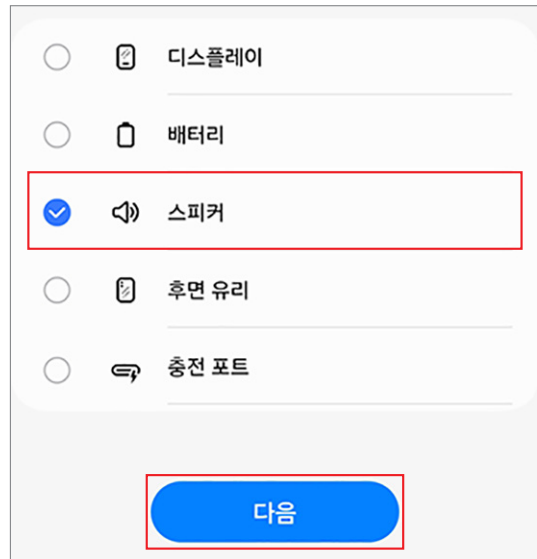 디스플레이
배터리
스피커
후면 유리
충전 포트
다음